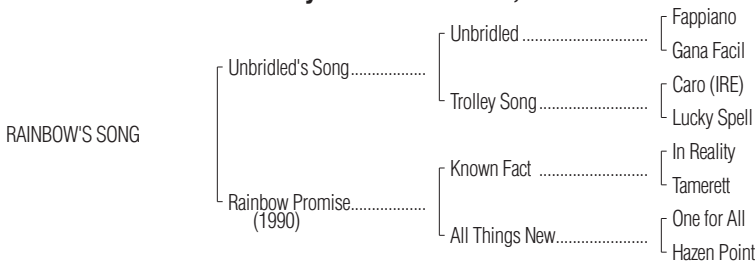 Fappiano
Unbridled ............................
Gana Facil
Unbridled's Song..................
Caro (IRE)
Trolley Song........................
Lucky Spell
RAINBOW'S SONG
In Reality
Known Fact ........................
Tamerett
Rainbow Promise..................
(1990)
One for All
All Things New.....................
Hazen Point